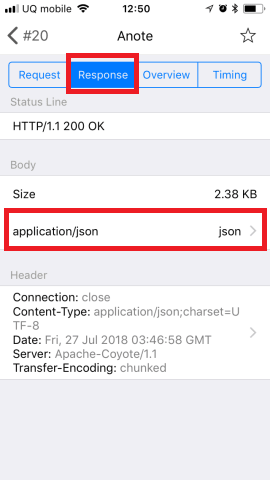 UQ mobile 12:50
#20 Anote
Request Response Overview Timing
Status Line
HTTP/1.1 200 OK
Body
Size 2.38 KB
application/json json
Header
Connection: close
Content-Type: application/json;charset=U
TF-8
Date: Fri, 27 Jul 2018 03:46:58 GMT
Server: Apache-Coyote/1.1
Transfer-Encoding: chunked